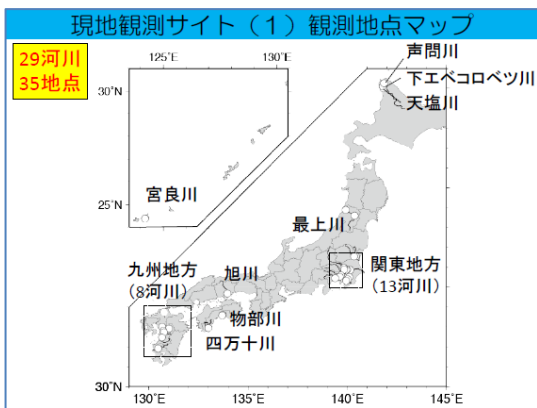 現地観測サイト（１）観測地点マップ
29河川
35地点
125°E
130°E
声問川
下エベコロベツ川
天塩川
30°N
宮良川
25°N
最上川
九州地方
(8河川)
旭川
関東地方
(13河川)
物部川
四万十川
30°N
130°E
135°E
140°E
145°E